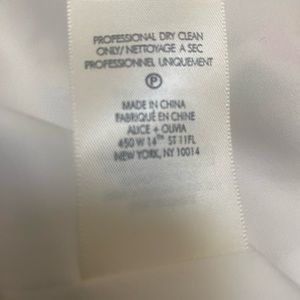 PROFESSIONAL DRY CLEAN
ONLY/ NETTOYAGE A SEC
PROFESSIONNEL UNIQUEMENT
P
MADE IN CHINA
FABRIQUÉ EN CHINE
ALICE + OLIVIA
450 W 14TH ST 11FL
NEW YORK, NY 10014